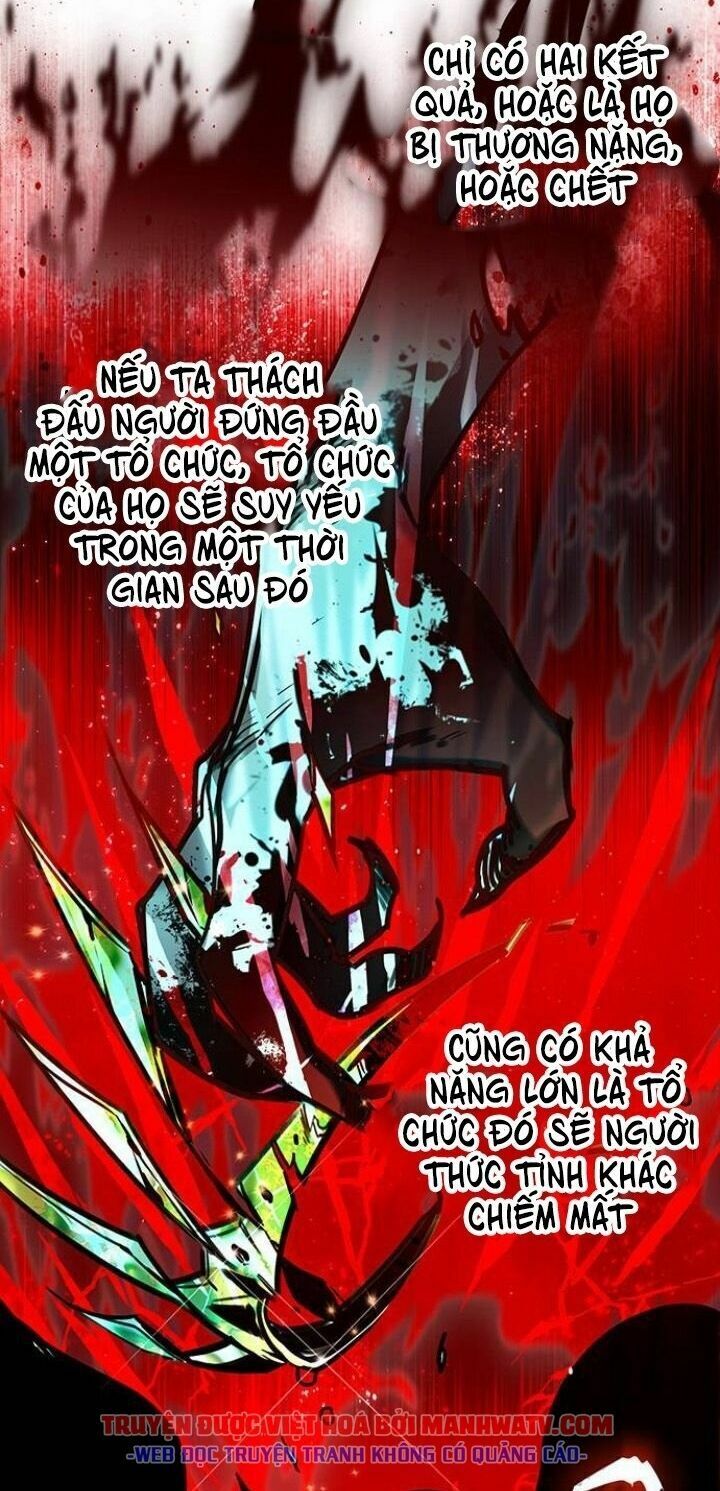 CHỈ CÓ HAI KẾT
QUẢ, HOẶC LÀ HỌ
BỊ THƯƠNG NẶNG,
HOẶC CHẾT
NẾU TA THÁCH
ĐẤU NGƯỜI ĐỨNG ĐẦU
MỘT TỔ CHỨC, TỔ CHỨC
CỦA HỌ SẼ SUY YẾU
TRONG MỘT THỜI
GIAN SAU ĐÓ
CŨNG CÓ KHẢ
NĂNG LỚN LÀ TỔ
CHỨC ĐÓ SẼ NGƯỜI
THỨC TỈNH KHÁC
CHIẾM MẤT
TRUYỆN ĐƯỢC VIỆT HOÁ BỞI MANHWATV.COM
-WEB ĐỌC TRUYỆN TRANH KHÔNG CÓ QUẢNG CÁO-